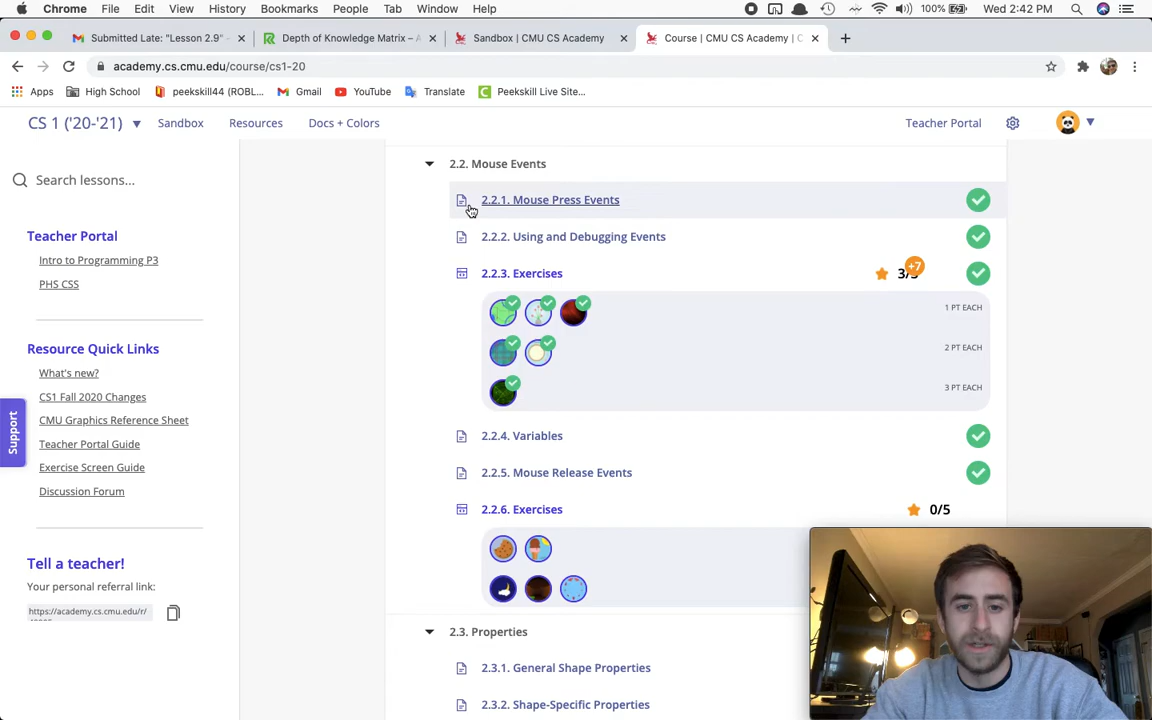 Chrome File Edit View History Bookmarks People Tab Window Help 100% Wed 2:42 PM
Submitted Late: "Lesson 2.9" – × Depth of Knowledge Matrix – A × Sandbox | CMU CS Academy × Course | CMU CS Academy | C × +
academy.cs.cmu.edu/course/cs1-20
Apps High School peekskill44 (ROBL... Gmail YouTube Translate Peekskill Live Site...
CS 1 ('20-'21) Sandbox Resources Docs + Colors Teacher Portal
Search lessons...
Teacher Portal
Intro to Programming P3
PHS CSS
Resource Quick Links
What's new?
CS1 Fall 2020 Changes
CMU Graphics Reference Sheet
Teacher Portal Guide
Exercise Screen Guide
Discussion Forum
Support
Tell a teacher!
Your personal referral link:
https://academy.cs.cmu.edu/r/
2.2. Mouse Events
2.2.1. Mouse Press Events
2.2.2. Using and Debugging Events
2.2.3. Exercises 3/ +7
1 PT EACH
2 PT EACH
3 PT EACH
2.2.4. Variables
2.2.5. Mouse Release Events
2.2.6. Exercises 0/5
2.3. Properties
2.3.1. General Shape Properties
2.3.2. Shape-Specific Properties